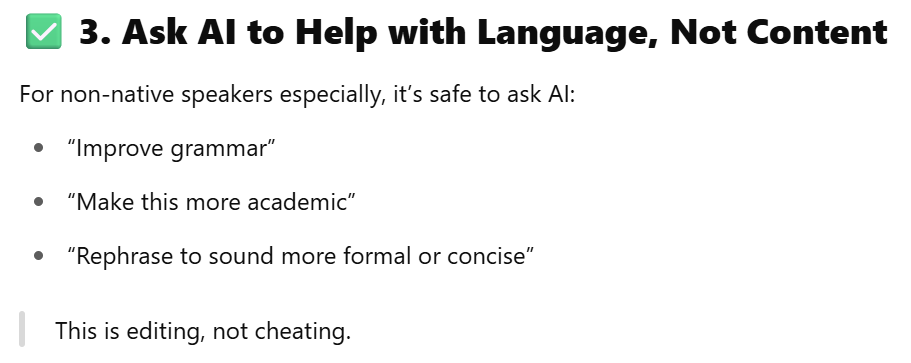 ✅ 3. Ask AI to Help with Language, Not Content
For non-native speakers especially, it’s safe to ask AI:
• “Improve grammar”
• “Make this more academic”
• “Rephrase to sound more formal or concise”
This is editing, not cheating.